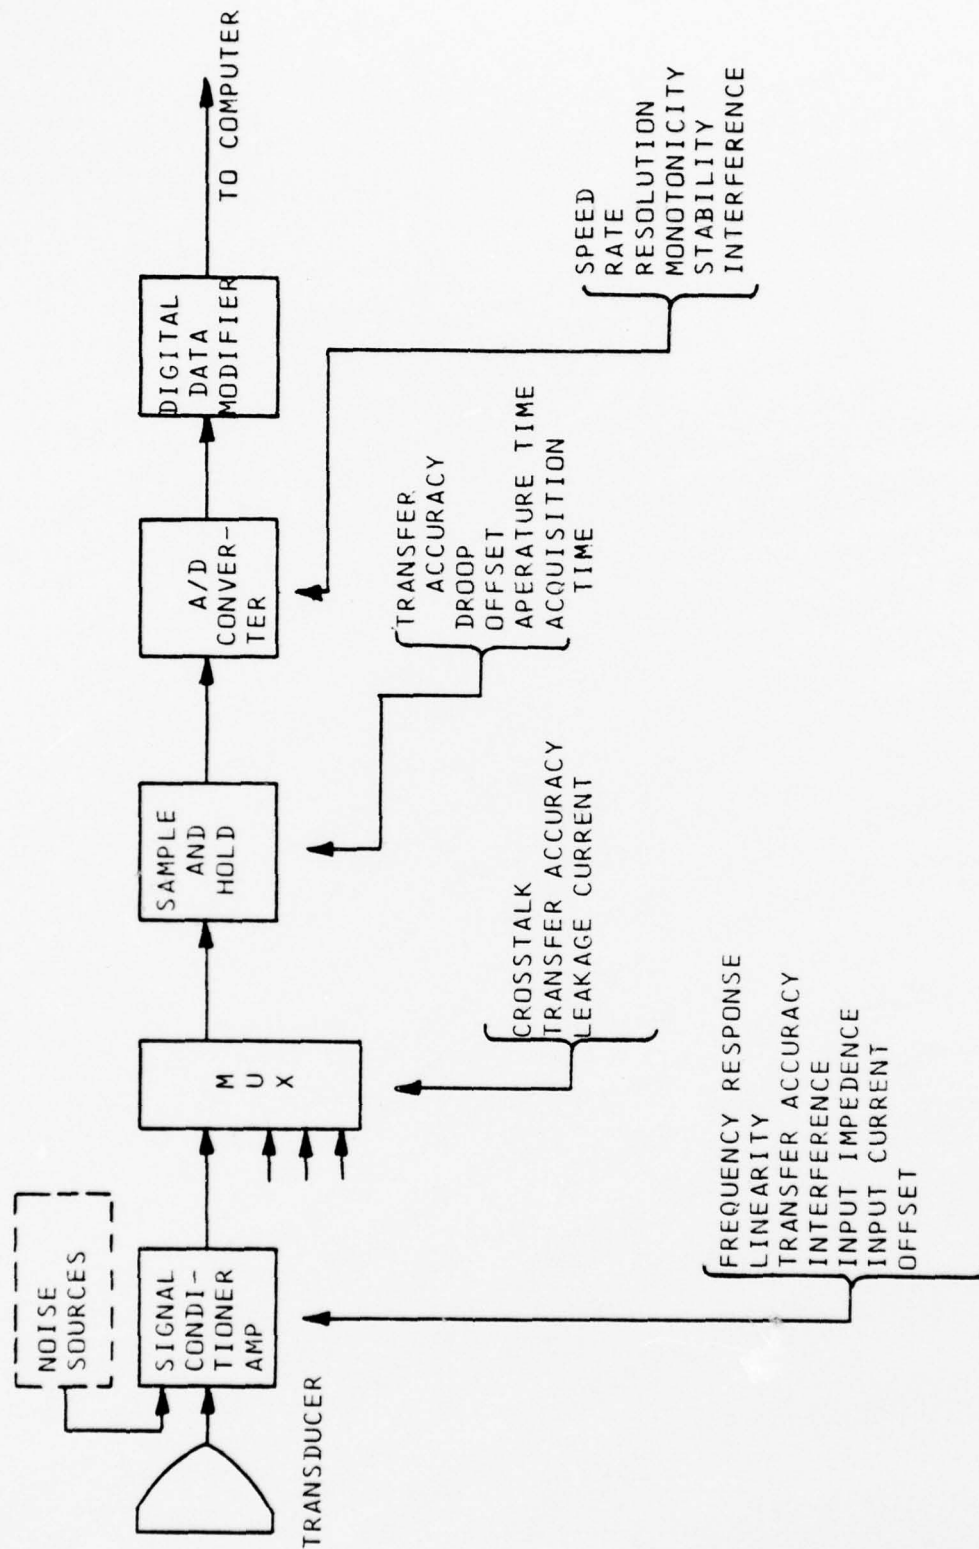 NOISE
SOURCES
SIGNAL
CONDI-
TIONER
AMP
TRANSDUCER
M
U
X
SAMPLE
AND
HOLD
A/D
CONVER-
TER
DIGITAL
DATA
MODIFIER
TO COMPUTER
FREQUENCY RESPONSE
LINEARITY
TRANSFER ACCURACY
INTERFERENCE
INPUT IMPEDENCE
INPUT CURRENT
OFFSET
CROSSTALK
TRANSFER ACCURACY
LEAKAGE CURRENT
TRANSFER
ACCURACY
DROOP
OFFSET
APERATURE TIME
ACQUISITION
TIME
SPEED
RATE
RESOLUTION
MONOTONICITY
STABILITY
INTERFERENCE